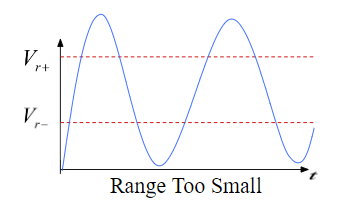 V_{r+}
V_{r-}
t
Range Too Small